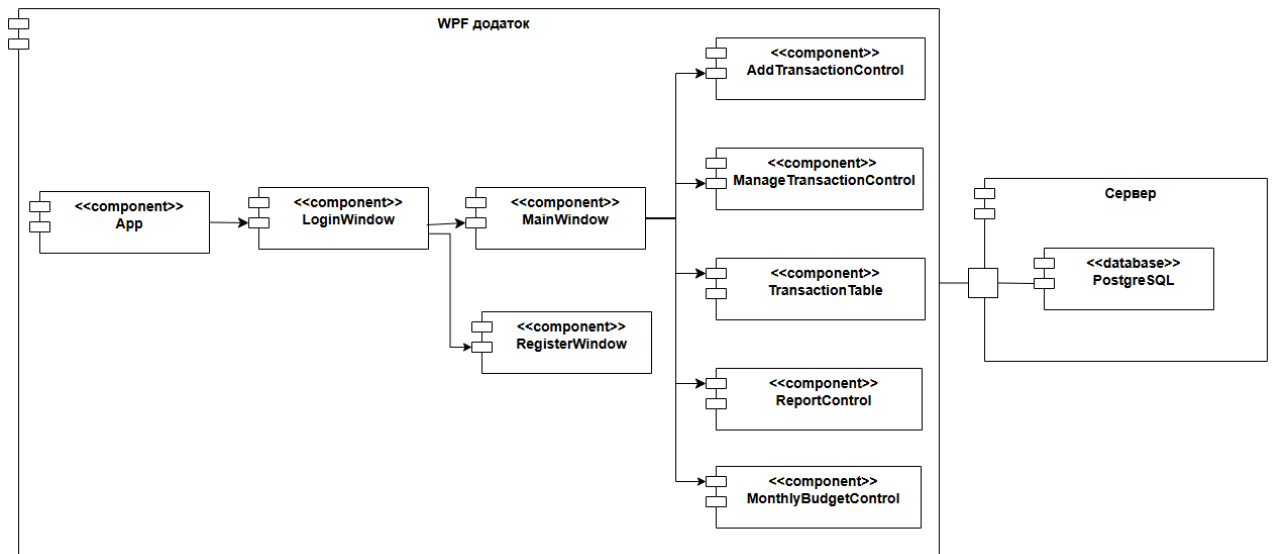 WPF додаток
<<component>>
App
<<component>>
LoginWindow
<<component>>
MainWindow
<<component>>
RegisterWindow
<<component>>
AddTransactionControl
<<component>>
ManageTransactionControl
<<component>>
TransactionTable
<<component>>
ReportControl
<<component>>
MonthlyBudgetControl
Сервер
<<database>>
PostgreSQL